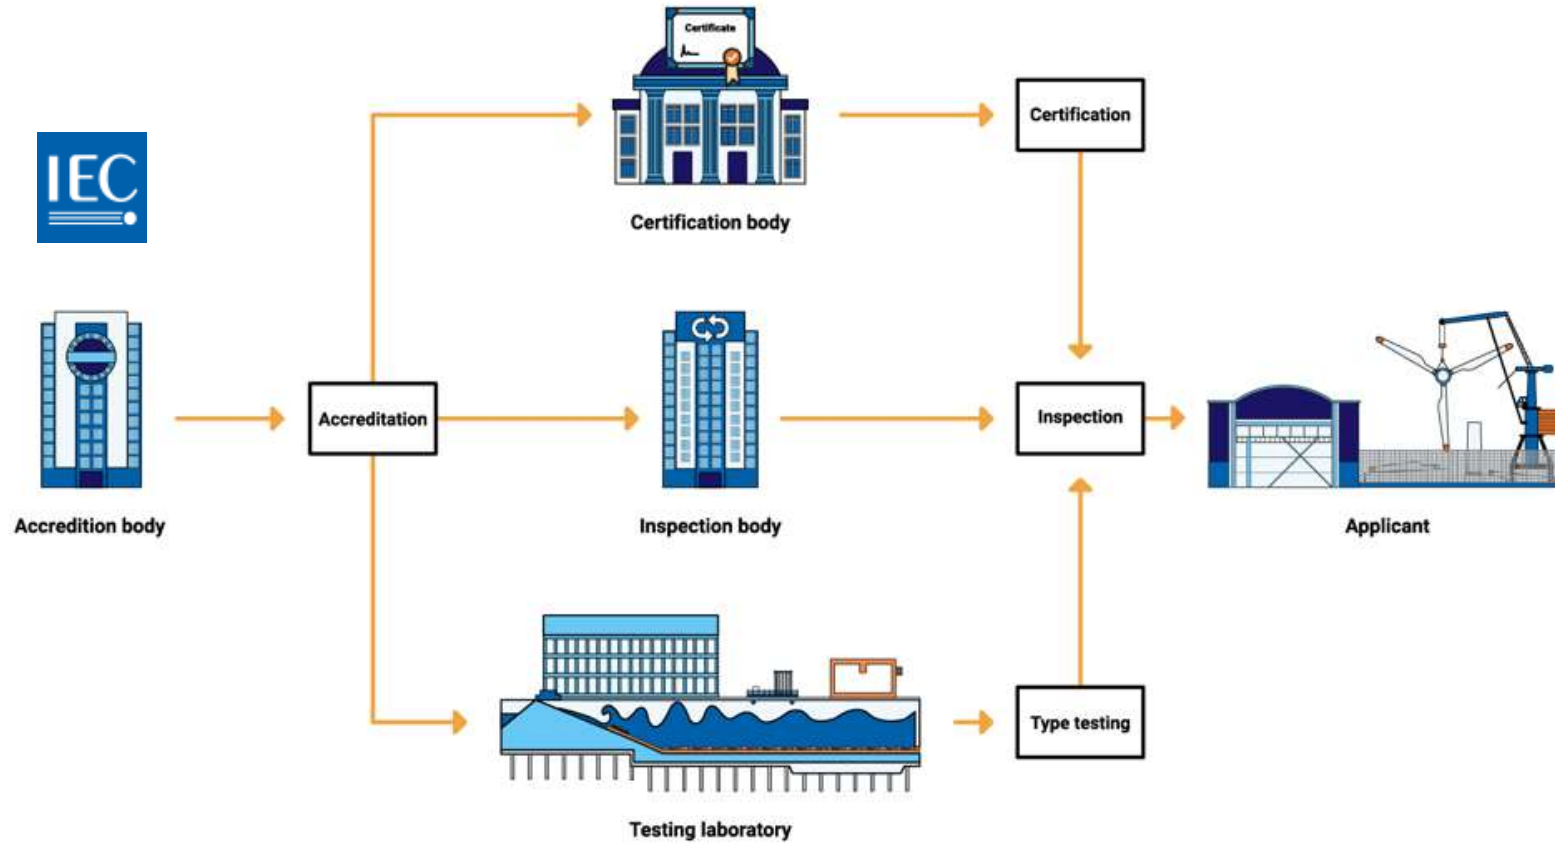 Certificate
Certification
IEC
Certification body
Accreditation
Inspection
Accredition body
Inspection body
Applicant
Type testing
Testing laboratory